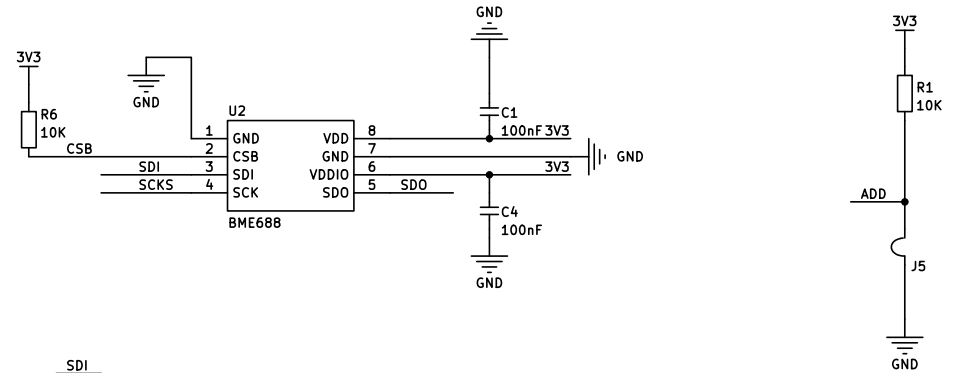 GND
3V3
3V3
GND
R6
10K
U2
C1
100nF 3V3
R1
10K
CSB
1 GND VDD 8
2 CSB GND 7 GND
SDI 3 SDI VDDIO 6 3V3
SCKS 4 SCK SDO 5 SDO
ADD
BME688
C4
100nF
J5
GND
SDI
GND